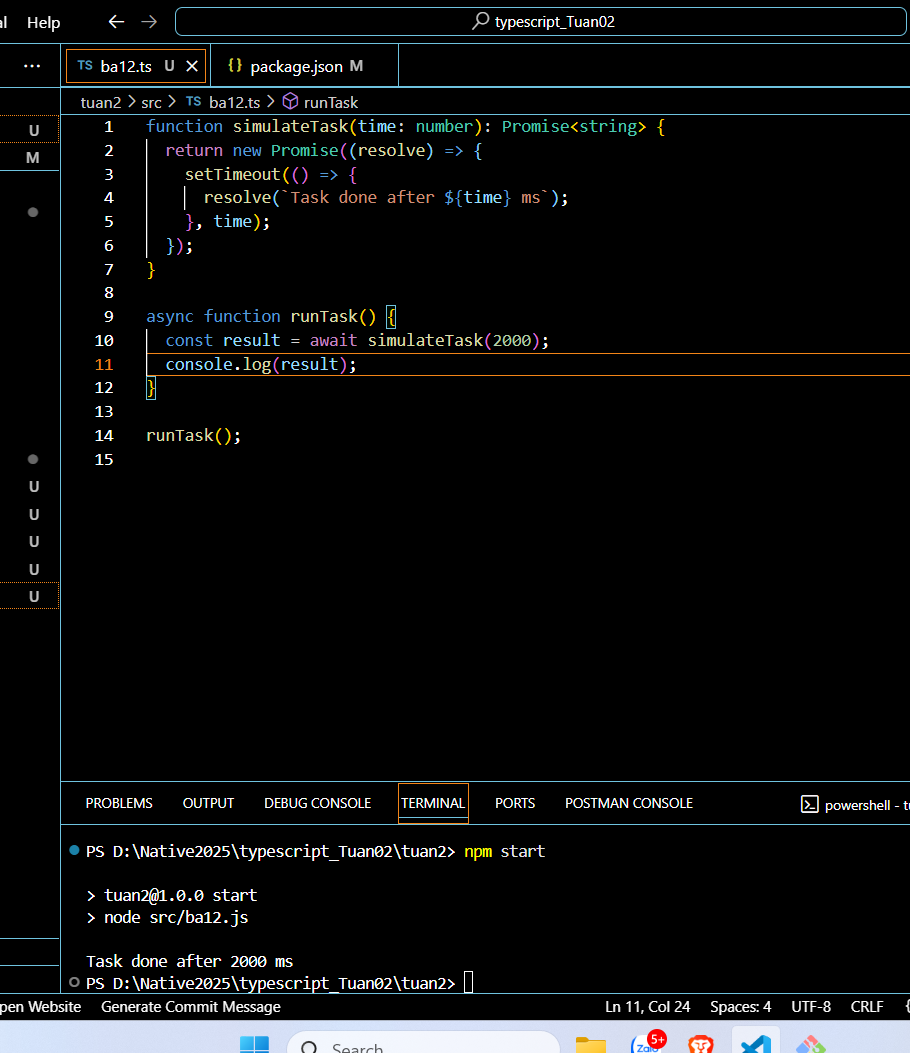 Help
typescript_Tuan02
TS ba12.ts U
{} package.json M
tuan2 > src > TS ba12.ts > runTask
U
M
1 function simulateTask(time: number): Promise<string> {
2 return new Promise((resolve) => {
3 setTimeout(() => {
4 resolve(`Task done after ${time} ms`);
5 }, time);
6 });
7 }
8
9 async function runTask() {
10 const result = await simulateTask(2000);
11 console.log(result);
12 }
13
14 runTask();
15
U
U
U
U
U
PROBLEMS OUTPUT DEBUG CONSOLE TERMINAL PORTS POSTMAN CONSOLE
powershell - tu
PS D:\Native2025\typescript_Tuan02\tuan2> npm start
> tuan2@1.0.0 start
> node src/ba12.js
Task done after 2000 ms
PS D:\Native2025\typescript_Tuan02\tuan2>
pen Website Generate Commit Message Ln 11, Col 24 Spaces: 4 UTF-8 CRLF {
Search
Zalo 5+